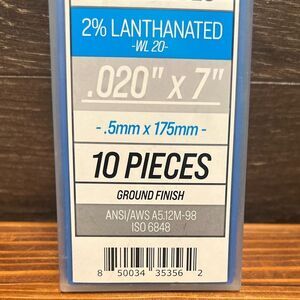 2% LANTHANATED
-WL 20-
.020" x 7"
- .5mm x 175mm -
10 PIECES
GROUND FINISH
ANSI/AWS A5.12M-98
ISO 6848
8 50034 35356 2